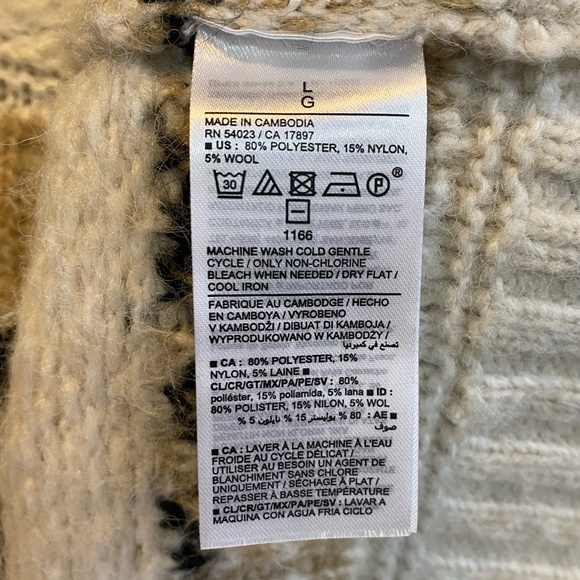 L
G
MADE IN CAMBODIA
RN 54023 / CA 17897
■ US : 80% POLYESTER, 15% NYLON,
5% WOOL
30 P ®
1166
MACHINE WASH COLD GENTLE
CYCLE / ONLY NON-CHLORINE
BLEACH WHEN NEEDED / DRY FLAT /
COOL IRON
FABRIQUE AU CAMBODGE / HECHO
EN CAMBOYA / VYROBENO
V KAMBODŽI / DIBUAT DI KAMBOJA /
WYPRODUKOWANO W KAMBODŻY /
صنع في كمبوديا
■ CA : 80% POLYESTER, 15%
NYLON, 5% LAINE ■
CL/CR/GT/MX/PA/PE/SV : 80%
poliéster, 15% poliamida, 5% lana ■ ID :
80% POLISTER, 15% NILON, 5% WOL
■ AE : 80 % بوليستر 15 % نايلون 5 %
صوف
■ CA : LAVER À LA MACHINE À L'EAU
FROIDE AU CYCLE DÉLICAT /
UTILISER AU BESOIN UN AGENT DE
BLANCHIMENT SANS CHLORE
UNIQUEMENT / SÉCHAGE À PLAT /
REPASSER À BASSE TEMPÉRATURE
■ CL/CR/GT/MX/PA/PE/SV : LAVAR A
MAQUINA CON AGUA FRIA CICLO